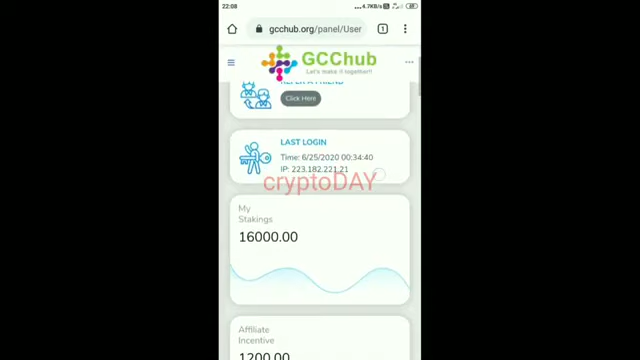 22:08
...4.7KB/s
gcchub.org/panel/User
1
GCChub
Let's make it together!!
REFER A FRIEND
Click Here
LAST LOGIN
Time: 6/25/2020 00:34:40
IP: 223.182.221.21
cryptoDAY
My
Stakings
16000.00
Affiliate
Incentive
1200.00